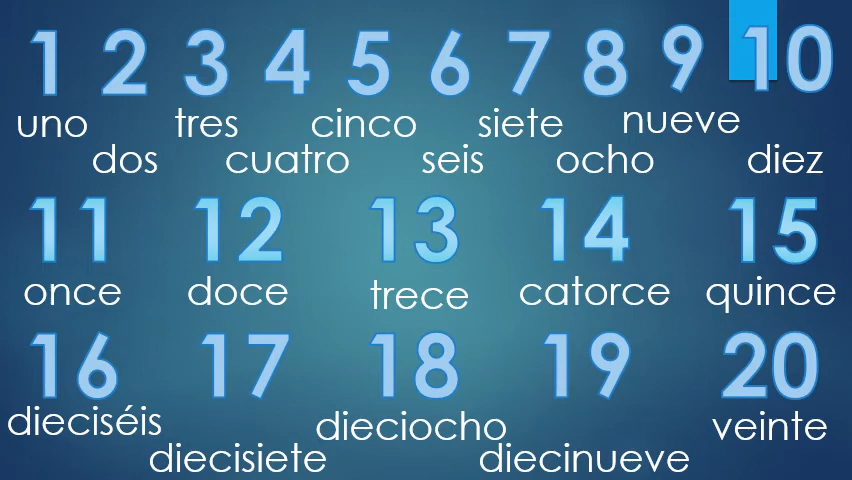 1 2 3 4 5 6 7 8 9 10
uno tres cinco siete nueve
dos cuatro seis ocho diez
11 12 13 14 15
once doce trece catorce quince
16 17 18 19 20
dieciséis dieciocho veinte
diecisiete diecinueve